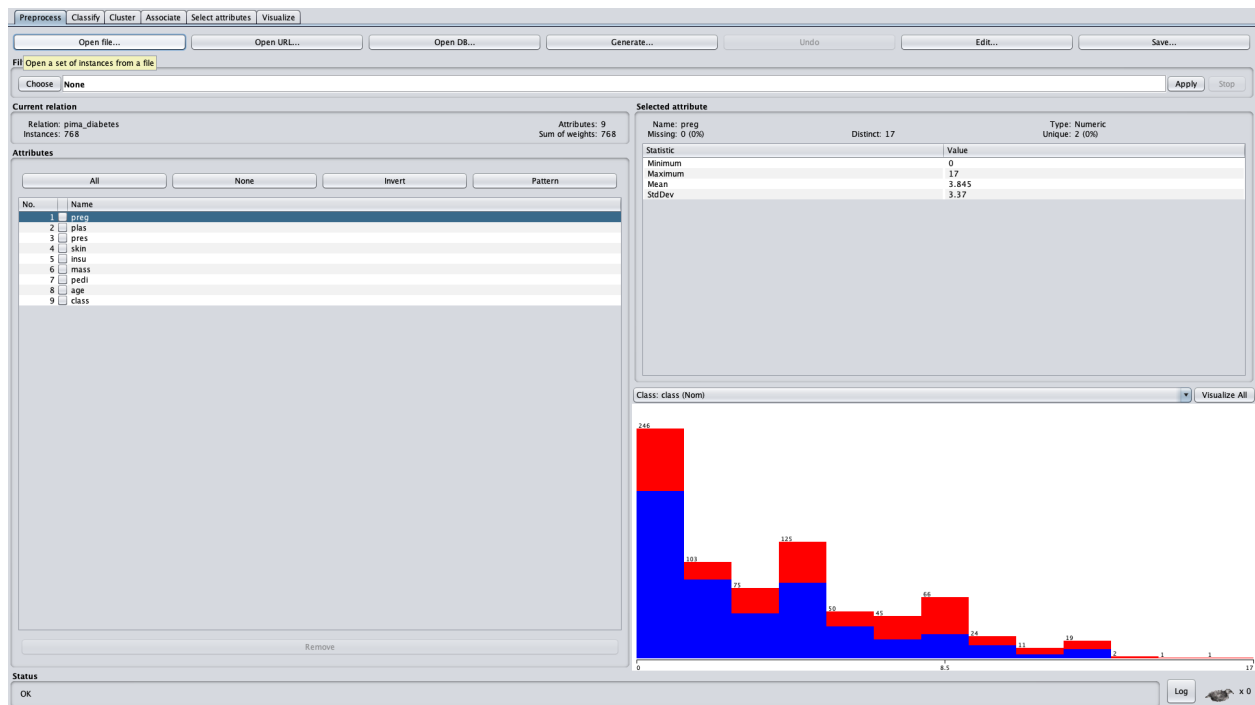 Preprocess Classify Cluster Associate Select attributes Visualize
Open file... Open URL... Open DB... Generate... Undo Edit... Save...
Open a set of instances from a file
Choose None Apply Stop
Current relation
Relation: pima_diabetes Attributes: 9
Instances: 768 Sum of weights: 768
Attributes
All None Invert Pattern
No. Name
1 preg
2 plas
3 pres
4 skin
5 insu
6 mass
7 pedi
8 age
9 class
Remove
Selected attribute
Name: preg Type: Numeric
Missing: 0 (0%) Distinct: 17 Unique: 2 (0%)
Statistic Value
Minimum 0
Maximum 17
Mean 3.845
StdDev 3.37
Class: class (Nom) Visualize All
246
103
75
125
50
45
66
24
11
19
2
1
1
0 8.5 17
Status
OK Log x 0